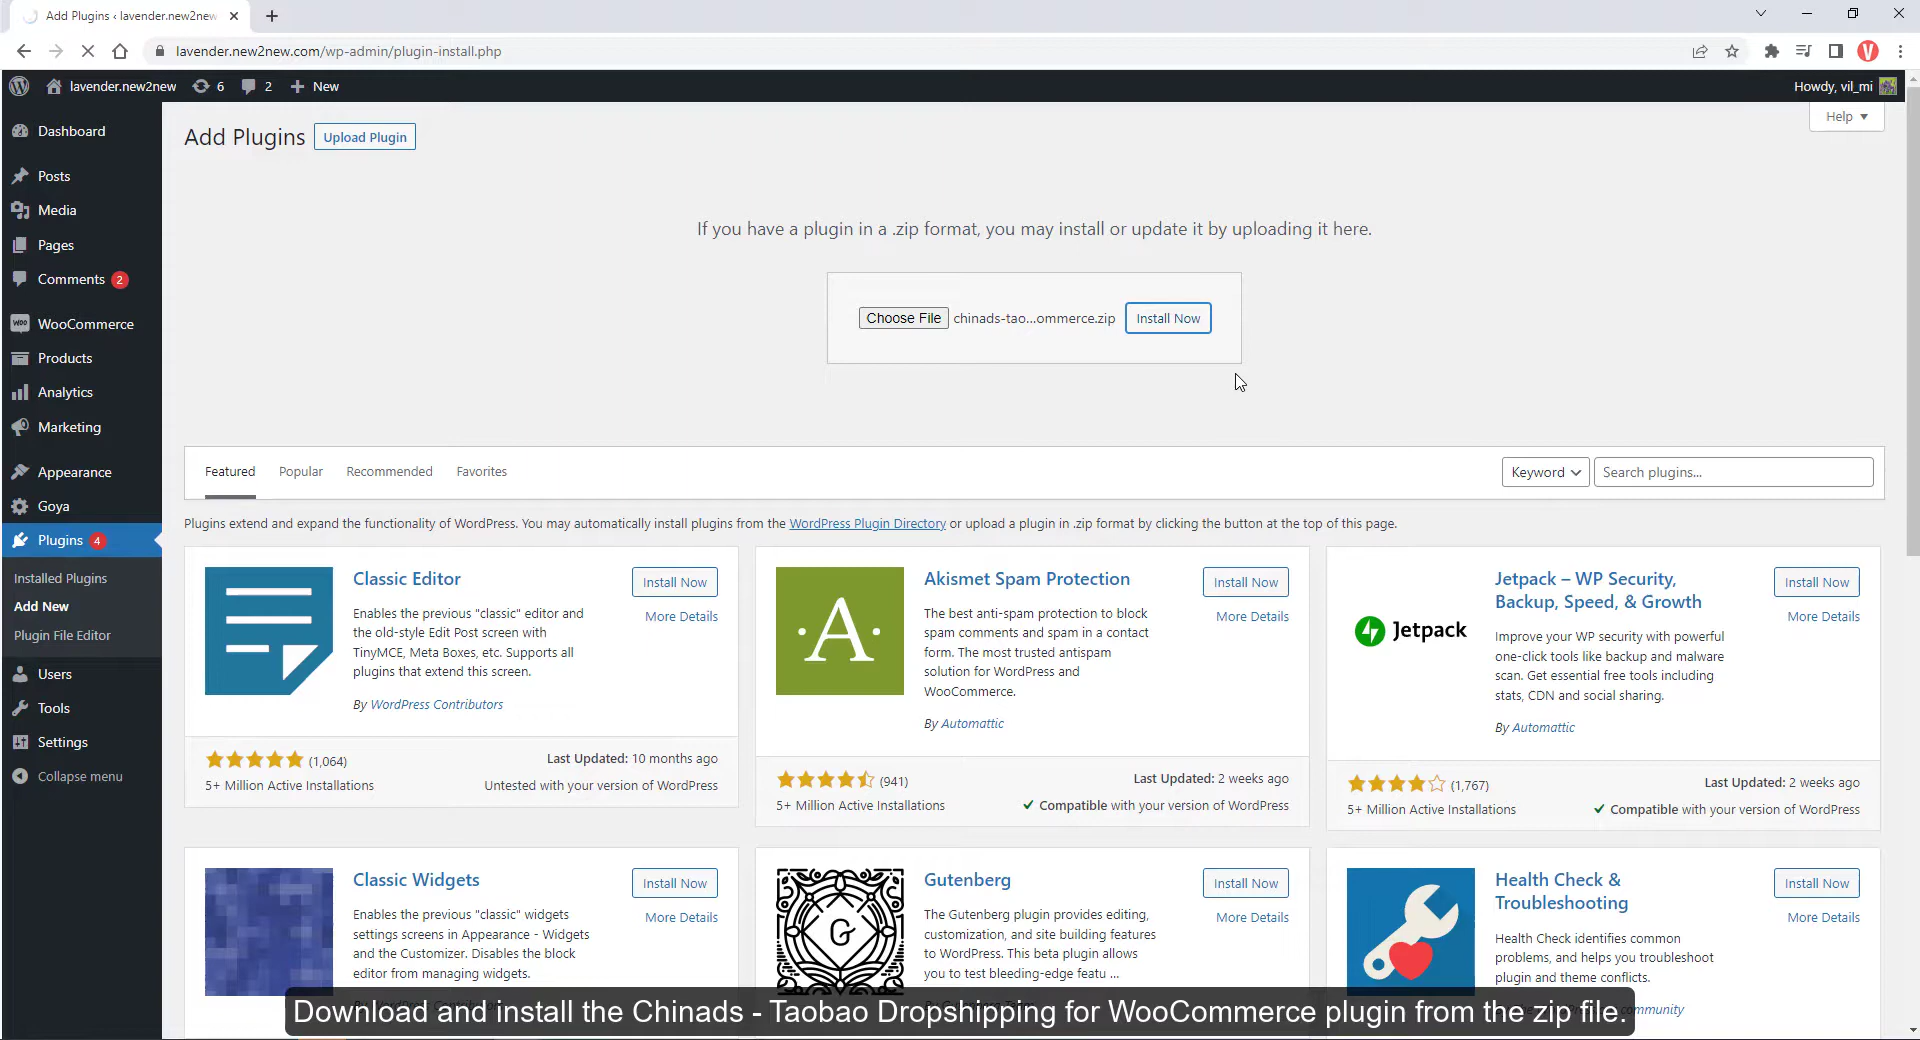 Add Plugins ‹ lavender.new2new
lavender.new2new.com/wp-admin/plugin-install.php
V
lavender.new2new
6
2
New
Howdy, vil_mi
Help
Dashboard
Posts
Media
Pages
Comments 2
WooCommerce
Products
Analytics
Marketing
Appearance
Goya
Plugins 4
Installed Plugins
Add New
Plugin File Editor
Users
Tools
Settings
Collapse menu
Add Plugins
Upload Plugin
If you have a plugin in a .zip format, you may install or update it by uploading it here.
Choose File chinads-tao...ommerce.zip
Install Now
Featured Popular Recommended Favorites
Keyword
Search plugins...
Plugins extend and expand the functionality of WordPress. You may automatically install plugins from the WordPress Plugin Directory or upload a plugin in .zip format by clicking the button at the top of this page.
Classic Editor
Install Now
More Details
Enables the previous "classic" editor and
the old-style Edit Post screen with
TinyMCE, Meta Boxes, etc. Supports all
plugins that extend this screen.
By WordPress Contributors
(1,064)
Last Updated: 10 months ago
5+ Million Active Installations
Untested with your version of WordPress
A
Akismet Spam Protection
Install Now
More Details
The best anti-spam protection to block
spam comments and spam in a contact
form. The most trusted antispam
solution for WordPress and
WooCommerce.
By Automattic
(941)
Last Updated: 2 weeks ago
5+ Million Active Installations
Compatible with your version of WordPress
Jetpack
Jetpack – WP Security,
Backup, Speed, & Growth
Install Now
More Details
Improve your WP security with powerful
one-click tools like backup and malware
scan. Get essential free tools including
stats, CDN and social sharing.
By Automattic
(1,767)
Last Updated: 2 weeks ago
5+ Million Active Installations
Compatible with your version of WordPress
Classic Widgets
Install Now
More Details
Enables the previous "classic" widgets
settings screens in Appearance - Widgets
and the Customizer. Disables the block
editor from managing widgets.
G
Gutenberg
Install Now
More Details
The Gutenberg plugin provides editing,
customization, and site building features
to WordPress. This beta plugin allows
you to test bleeding-edge featu ...
Health Check &
Troubleshooting
Install Now
More Details
Health Check identifies common
problems, and helps you troubleshoot
plugin and theme conflicts.
community
Download and install the Chinads - Taobao Dropshipping for WooCommerce plugin from the zip file.